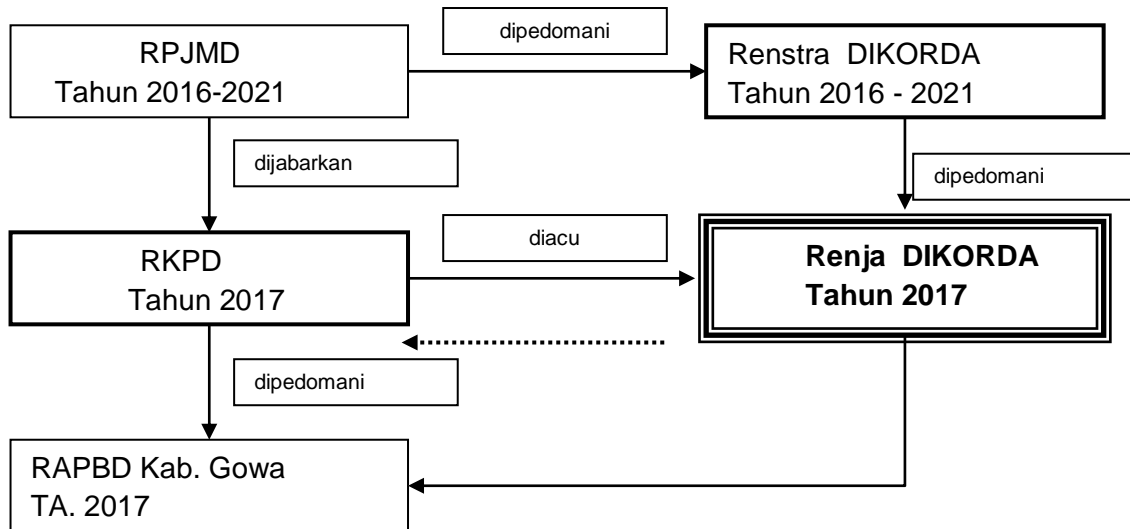 RPJMD
Tahun 2016-2021
dipedomani
Renstra DIKORDA
Tahun 2016 - 2021
dijabarkan
dipedomani
RKPD
Tahun 2017
diacu
Renja DIKORDA
Tahun 2017
dipedomani
RAPBD Kab. Gowa
TA. 2017